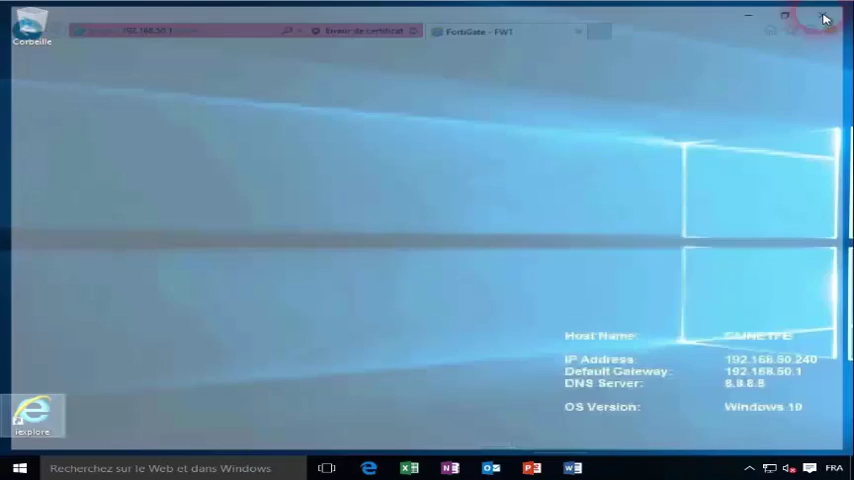 Corbeille
192.168.50.1
Erreur de certificat
FortiGate - FW1
Host Name:
IP Address 192.168.50.240
Default Gateway: 192.168.50.1
DNS Server: 8.8.8.8
OS Version: Windows 10
iexplore
Recherchez sur le Web et dans Windows
FRA